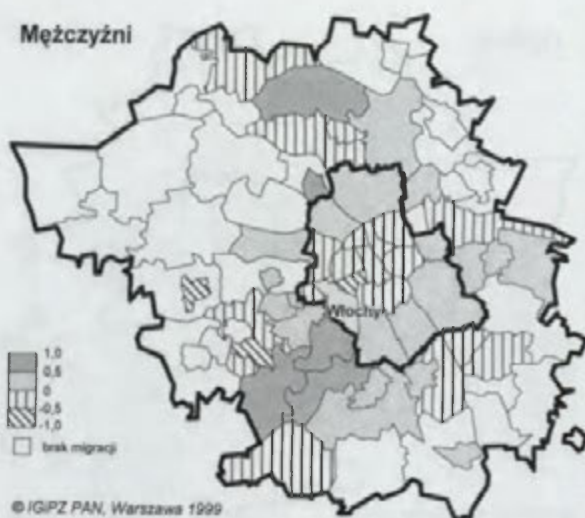 Mężczyźni
Włochy
1,0
0,5
0
-0,5
-1,0
brak migracji
© IGiPZ PAN, Warszawa 1999